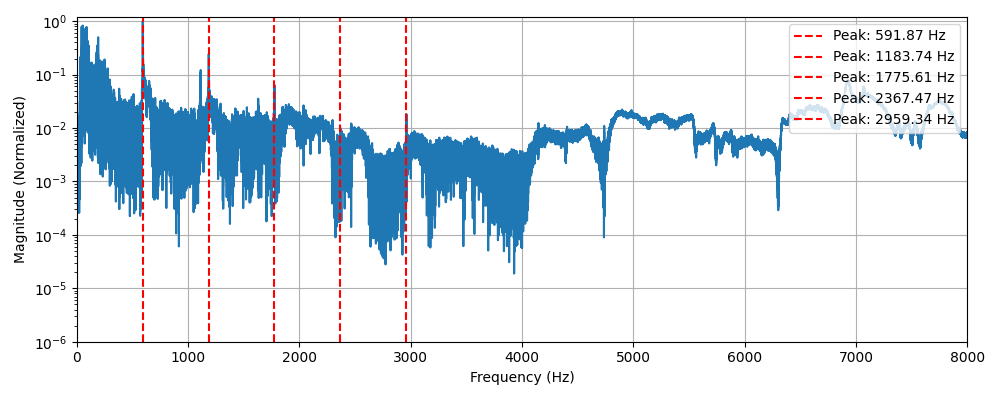 10⁰
10⁻¹
10⁻²
10⁻³
10⁻⁴
10⁻⁵
10⁻⁶
Magnitude (Normalized)
Peak: 591.87 Hz
Peak: 1183.74 Hz
Peak: 1775.61 Hz
Peak: 2367.47 Hz
Peak: 2959.34 Hz
0 1000 2000 3000 4000 5000 6000 7000 8000
Frequency (Hz)